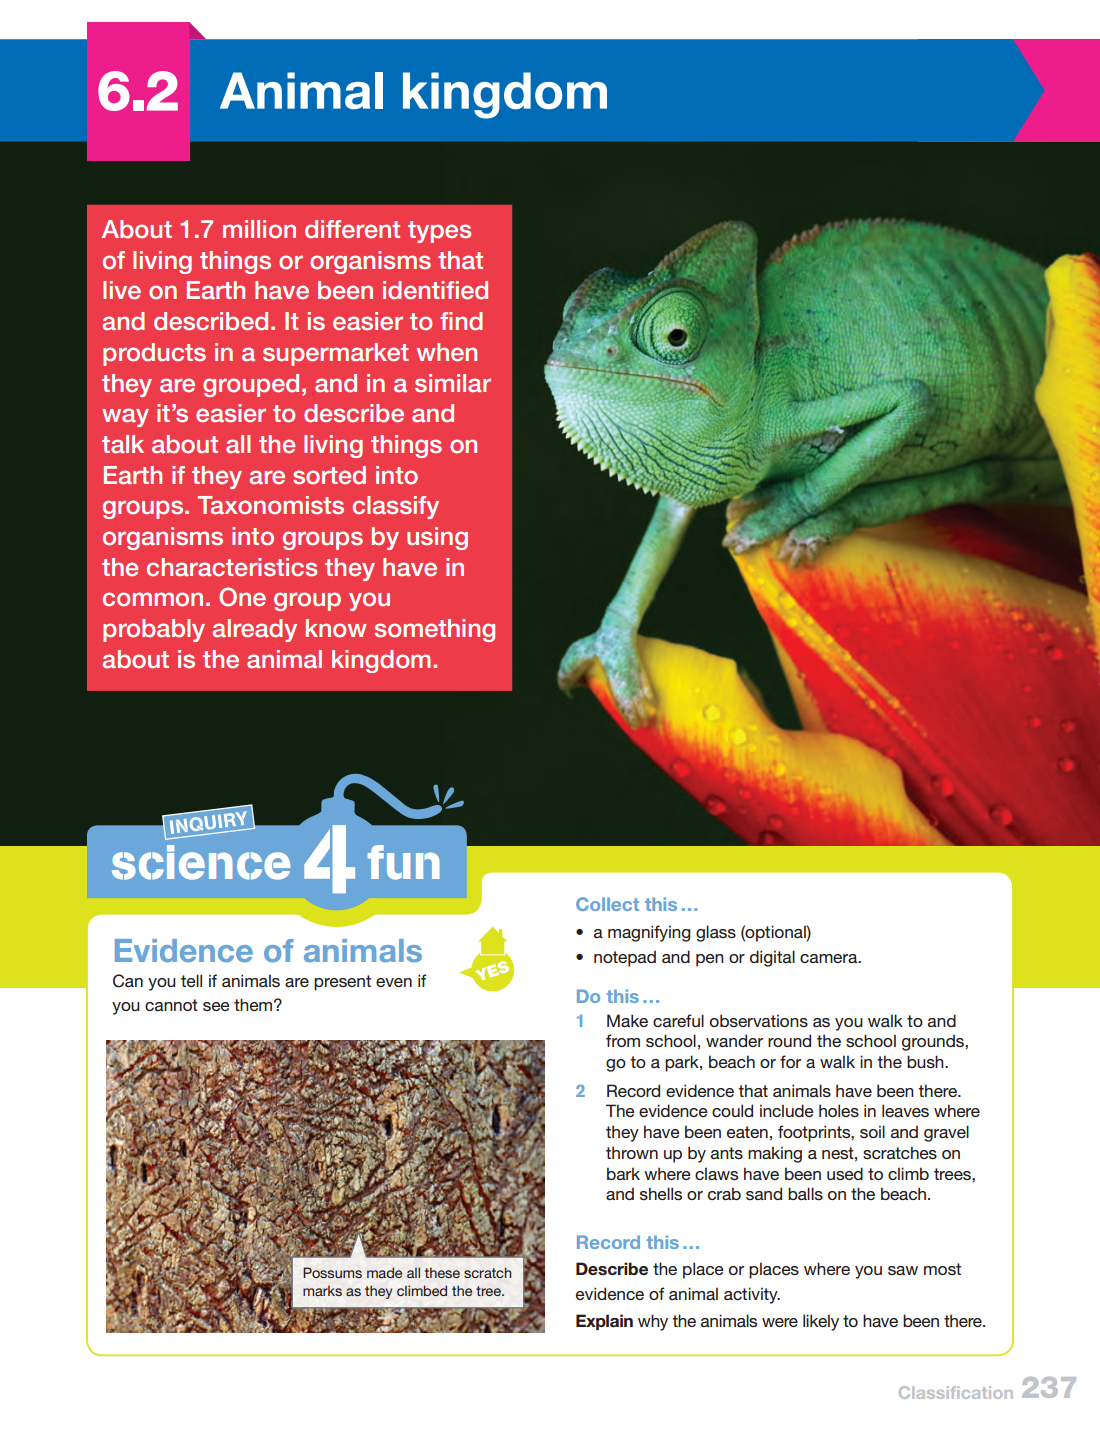 6.2
Animal kingdom
About 1.7 million different types
of living things or organisms that
live on Earth have been identified
and described. It is easier to find
products in a supermarket when
they are grouped, and in a similar
way it's easier to describe and
talk about all the living things on
Earth if they are sorted into
groups. Taxonomists classify
organisms into groups by using
the characteristics they have in
common. One group you
probably already know something
about is the animal kingdom.
INQUIRY
science 4 fun
Evidence of animals
YES
Can you tell if animals are present even if
you cannot see them?
Possums made all these scratch
marks as they climbed the tree.
Collect this...
• a magnifying glass (optional)
• notepad and pen or digital camera.
Do this...
1 Make careful observations as you walk to and
from school, wander round the school grounds,
go to a park, beach or for a walk in the bush.
2 Record evidence that animals have been there.
The evidence could include holes in leaves where
they have been eaten, footprints, soil and gravel
thrown up by ants making a nest, scratches on
bark where claws have been used to climb trees,
and shells or crab sand balls on the beach.
Record this...
Describe the place or places where you saw most
evidence of animal activity.
Explain why the animals were likely to have been there.
Classification 237